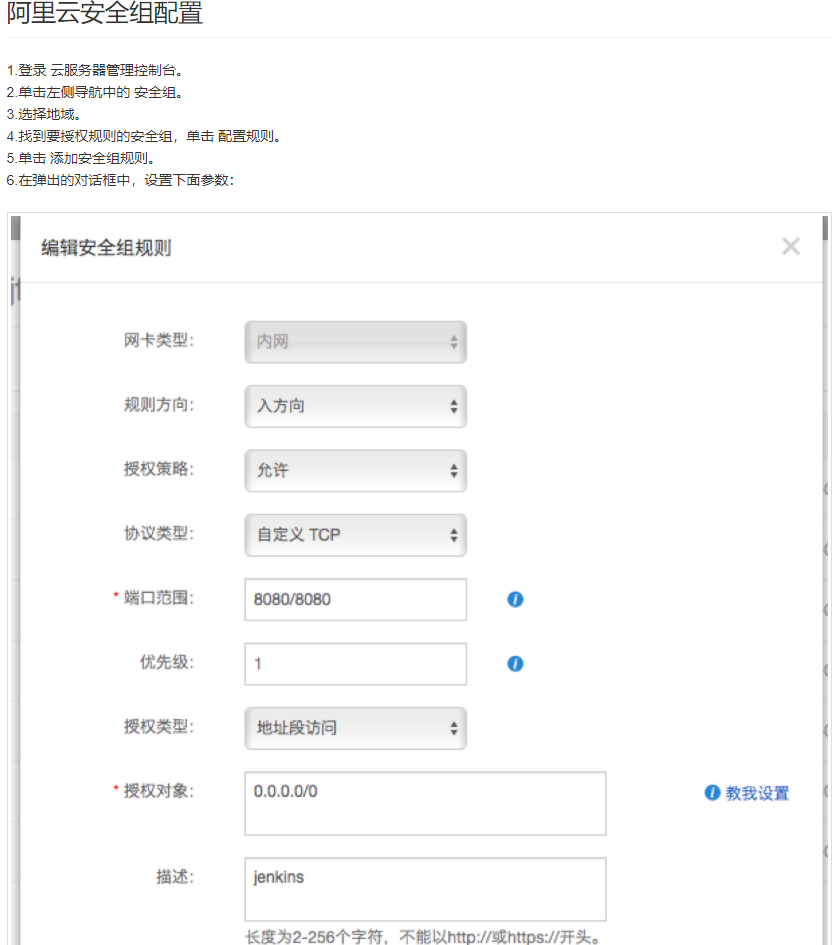 阿里云安全组配置
1.登录 云服务器管理控制台。
2.单击左侧导航中的 安全组。
3.选择地域。
4.找到要授权规则的安全组，单击 配置规则。
5.单击 添加安全组规则。
6.在弹出的对话框中，设置下面参数：
编辑安全组规则
网卡类型： 内网
规则方向： 入方向
授权策略： 允许
协议类型： 自定义 TCP
* 端口范围： 8080/8080
优先级： 1
授权类型： 地址段访问
* 授权对象： 0.0.0.0/0 教我设置
描述： jenkins
长度为2-256个字符，不能以http://或https://开头。